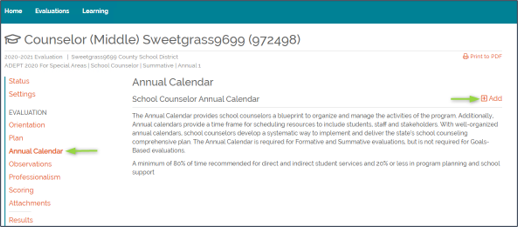 Home Evaluations Learning
Counselor (Middle) Sweetgrass9699 (972498)
2020-2021 Evaluation | Sweetgrass9699 County School District
Print to PDF
ADEPT 2020 For Special Areas | School Counselor | Summative | Annual 1
Status
Settings
EVALUATION
Orientation
Plan
Annual Calendar
Observations
Professionalism
Scoring
Attachments
Results
Annual Calendar
School Counselor Annual Calendar
Add
The Annual Calendar provides school counselors a blueprint to organize and manage the activities of the program. Additionally,
Annual calendars provide a time frame for scheduling resources to include students, staff and stakeholders. With well-organized
annual calendars, school counselors develop a systematic way to implement and deliver the state's school counseling
comprehensive plan. The Annual Calendar is required for Formative and Summative evaluations, but is not required for Goals-
Based evaluations.
A minimum of 80% of time recommended for direct and indirect student services and 20% or less in program planning and school
support